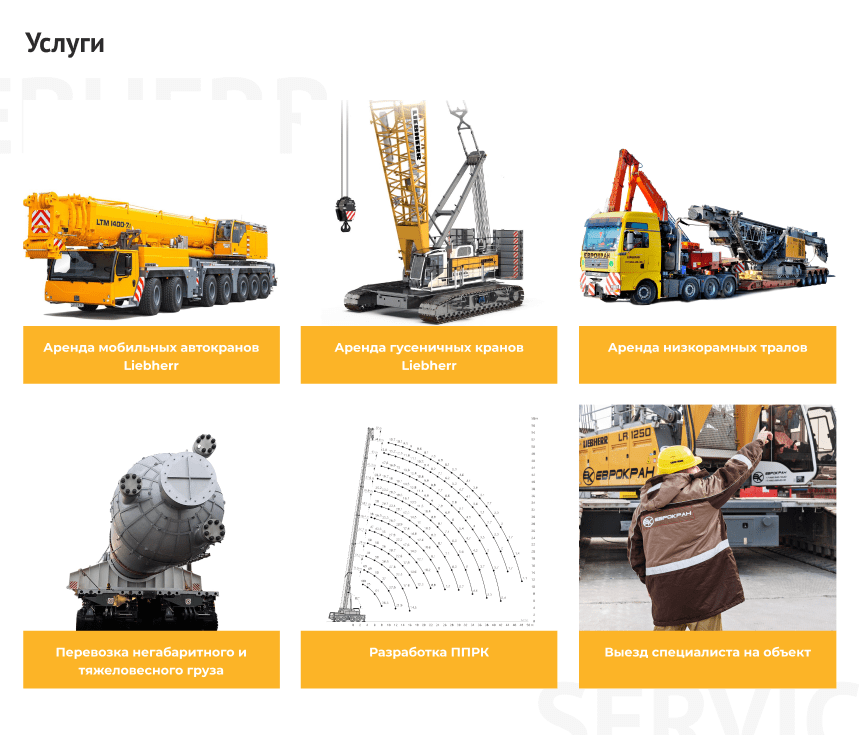 Услуги
LTM 1400-7.1
LIEBHERR
ЕВРОКРАН
Аренда мобильных автокранов
Liebherr
Аренда гусеничных кранов
Liebherr
Аренда низкорамных тралов
LIEBHERR LR 1250
ЕВРОКРАН
ЕВРОКРАН
ЕВРОКРАН
Перевозка негабаритного и
тяжеловесного груза
Разработка ППРК
Выезд специалиста на объект
SERVIC